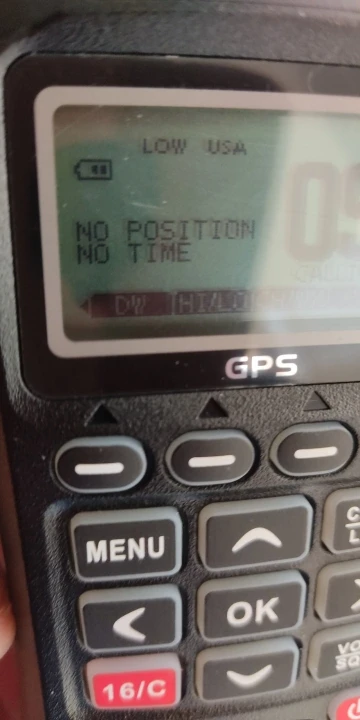 LOW USA
NO POSITION
NO TIME
DW HI/LO
GPS
MENU
OK
16/C